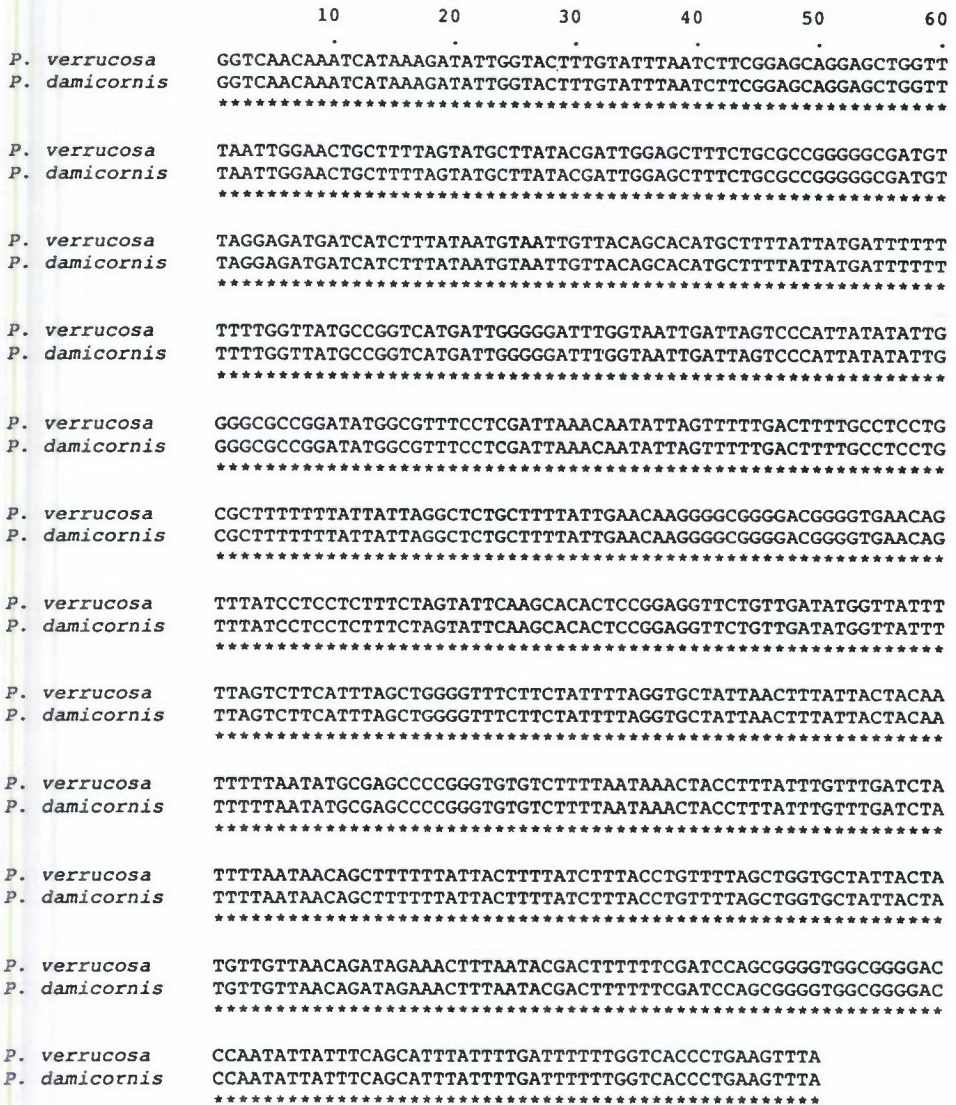 10 20 30 40 50 60
. . . . . .
P. verrucosa GGTCAACAAATCATAAAGATATTGGTACTTTGTATTTAATCTTCGGAGCAGGAGCTGGTT
P. damicornis GGTCAACAAATCATAAAGATATTGGTACTTTGTATTTAATCTTCGGAGCAGGAGCTGGTT
************************************************************
P. verrucosa TAATTGGAACTGCTTTTAGTATGCTTATACGATTGGAGCTTTCTGCGCCGGGGGCGATGT
P. damicornis TAATTGGAACTGCTTTTAGTATGCTTATACGATTGGAGCTTTCTGCGCCGGGGGCGATGT
************************************************************
P. verrucosa TAGGAGATGATCATCTTTATAATGTAATTGTTACAGCACATGCTTTTATTATGATTTTTT
P. damicornis TAGGAGATGATCATCTTTATAATGTAATTGTTACAGCACATGCTTTTATTATGATTTTTT
************************************************************
P. verrucosa TTTTGGTTATGCCGGTCATGATTGGGGGATTTGGTAATTGATTAGTCCCATTATATATTG
P. damicornis TTTTGGTTATGCCGGTCATGATTGGGGGATTTGGTAATTGATTAGTCCCATTATATATTG
************************************************************
P. verrucosa GGGCGCCGGATATGGCGTTTCCTCGATTAAACAATATTAGTTTTTGACTTTTGCCTCCTG
P. damicornis GGGCGCCGGATATGGCGTTTCCTCGATTAAACAATATTAGTTTTTGACTTTTGCCTCCTG
************************************************************
P. verrucosa CGCTTTTTTTATTATTAGGCTCTGCTTTTATTGAACAAGGGGCGGGGACGGGGTGAACAG
P. damicornis CGCTTTTTTTATTATTAGGCTCTGCTTTTATTGAACAAGGGGCGGGGACGGGGTGAACAG
************************************************************
P. verrucosa TTTATCCTCCTCTTTCTAGTATTCAAGCACACTCCGGAGGTTCTGTTGATATGGTTATTT
P. damicornis TTTATCCTCCTCTTTCTAGTATTCAAGCACACTCCGGAGGTTCTGTTGATATGGTTATTT
************************************************************
P. verrucosa TTAGTCTTCATTTAGCTGGGGTTTCTTCTATTTTAGGTGCTATTAACTTTATTACTACAA
P. damicornis TTAGTCTTCATTTAGCTGGGGTTTCTTCTATTTTAGGTGCTATTAACTTTATTACTACAA
************************************************************
P. verrucosa TTTTTAATATGCGAGCCCCGGGTGTGTCTTTTAATAAACTACCTTTATTTGTTTGATCTA
P. damicornis TTTTTAATATGCGAGCCCCGGGTGTGTCTTTTAATAAACTACCTTTATTTGTTTGATCTA
************************************************************
P. verrucosa TTTTAATAACAGCTTTTTTATTACTTTTATCTTTACCTGTTTTAGCTGGTGCTATTACTA
P. damicornis TTTTAATAACAGCTTTTTTATTACTTTTATCTTTACCTGTTTTAGCTGGTGCTATTACTA
************************************************************
P. verrucosa TGTTGTTAACAGATAGAAACTTTAATACGACTTTTTTCGATCCAGCGGGGTGGCGGGGAC
P. damicornis TGTTGTTAACAGATAGAAACTTTAATACGACTTTTTTCGATCCAGCGGGGTGGCGGGGAC
************************************************************
P. verrucosa CCAATATTATTTCAGCATTTATTTTGATTTTTTGGTCACCCTGAAGTTTA
P. damicornis CCAATATTATTTCAGCATTTATTTTGATTTTTTGGTCACCCTGAAGTTTA
**************************************************